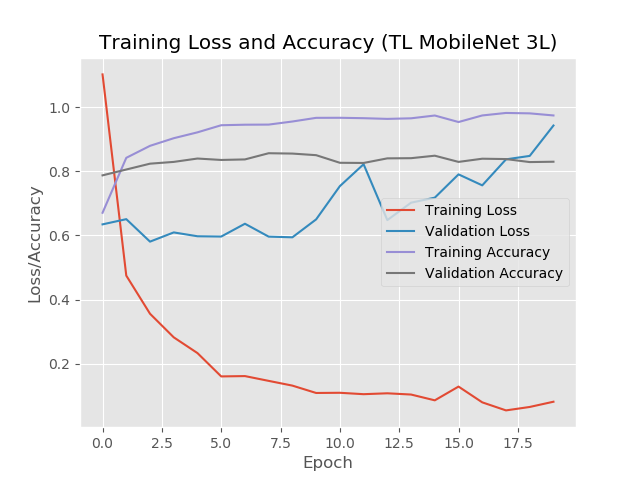 Training Loss and Accuracy (TL MobileNet 3L)
Loss/Accuracy
1.0
0.8
0.6
0.4
0.2
Training Loss
Validation Loss
Training Accuracy
Validation Accuracy
0.0 2.5 5.0 7.5 10.0 12.5 15.0 17.5
Epoch